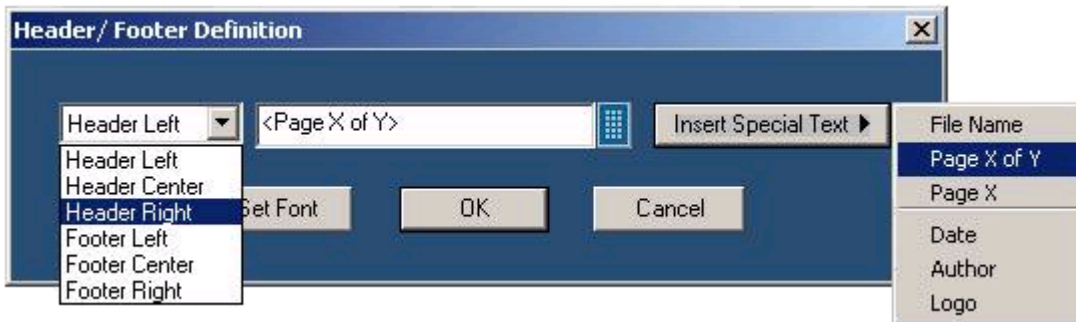 Header/ Footer Definition
Header Left
<Page X of Y>
Insert Special Text
Header Left
Header Center
Header Right
Footer Left
Footer Center
Footer Right
Set Font
OK
Cancel
File Name
Page X of Y
Page X
Date
Author
Logo